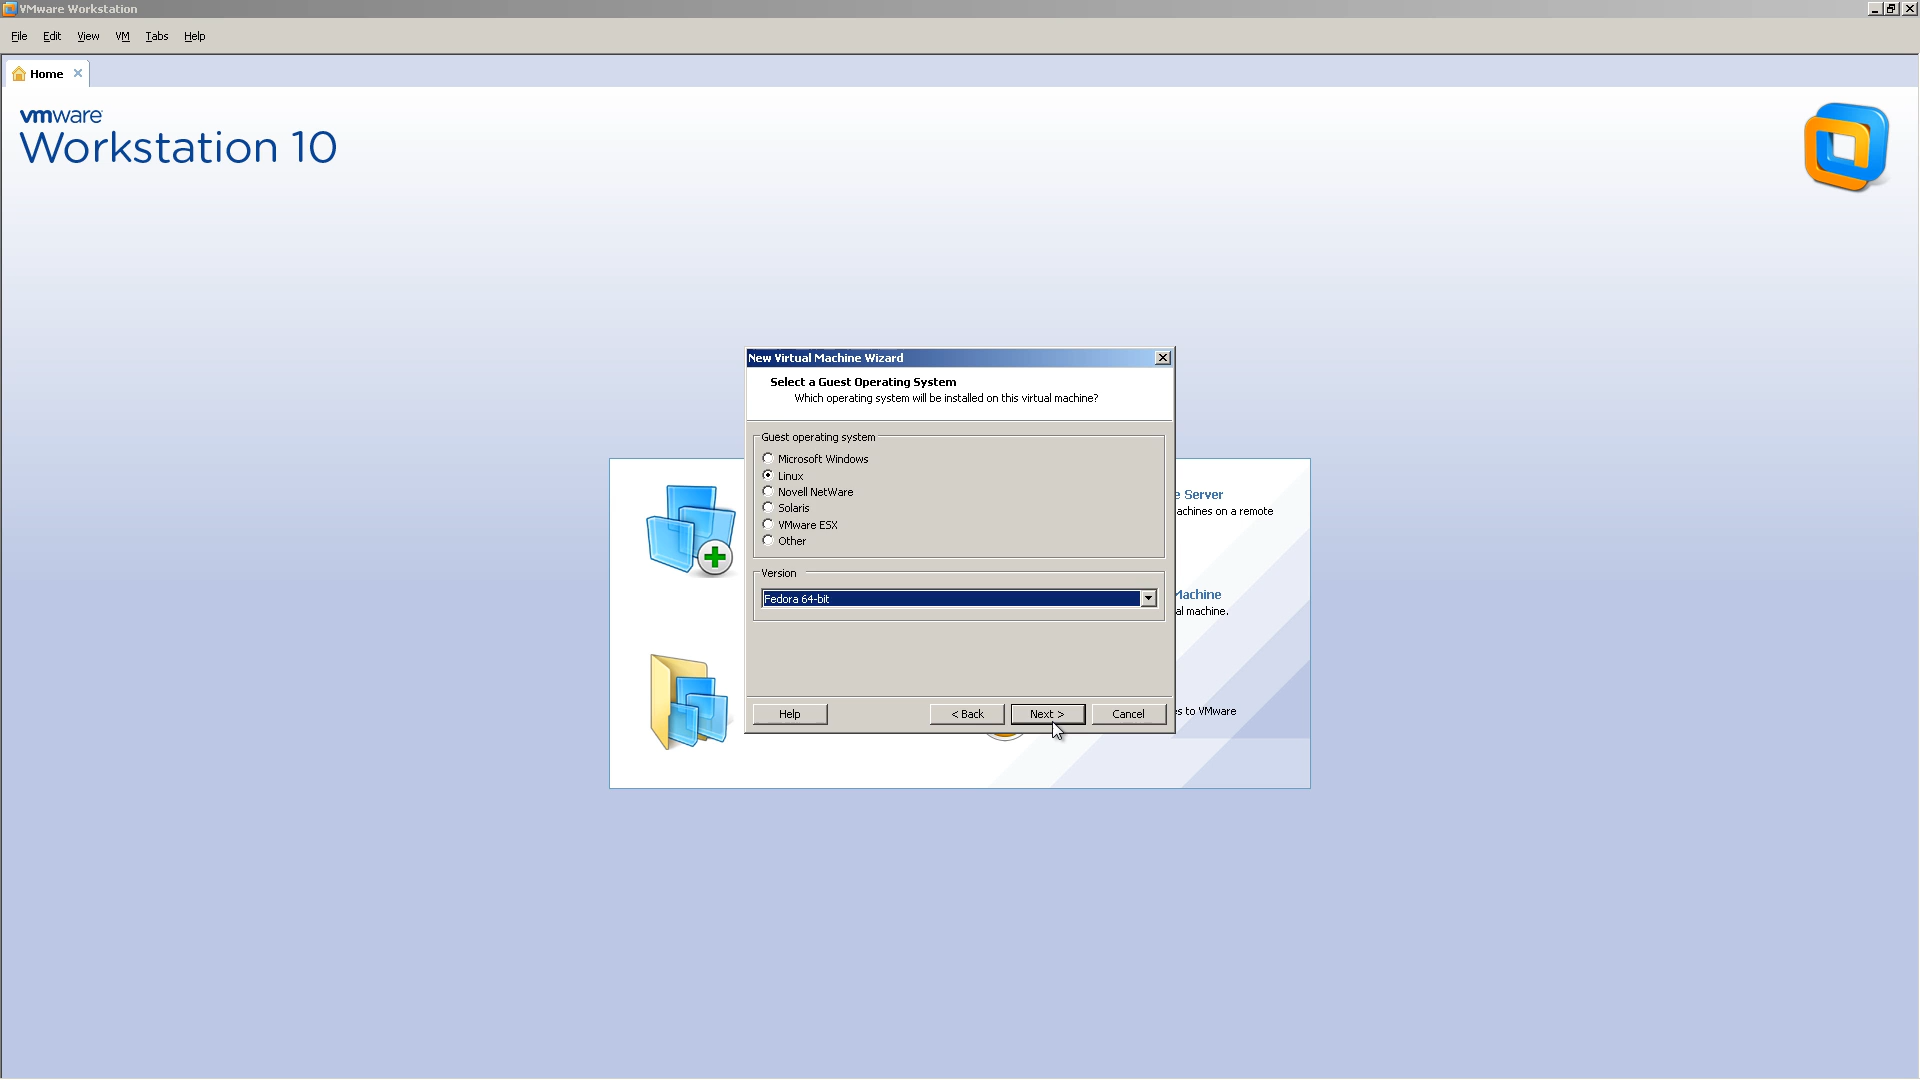 VMware Workstation
File Edit View VM Tabs Help
Home
vmware
Workstation 10
New Virtual Machine Wizard
Select a Guest Operating System
Which operating system will be installed on this virtual machine?
Guest operating system
Microsoft Windows
Linux
Novell NetWare
Solaris
VMware ESX
Other
Version
Fedora 64-bit
Help < Back Next > Cancel
e Server
achines on a remote
Machine
al machine.
es to VMware